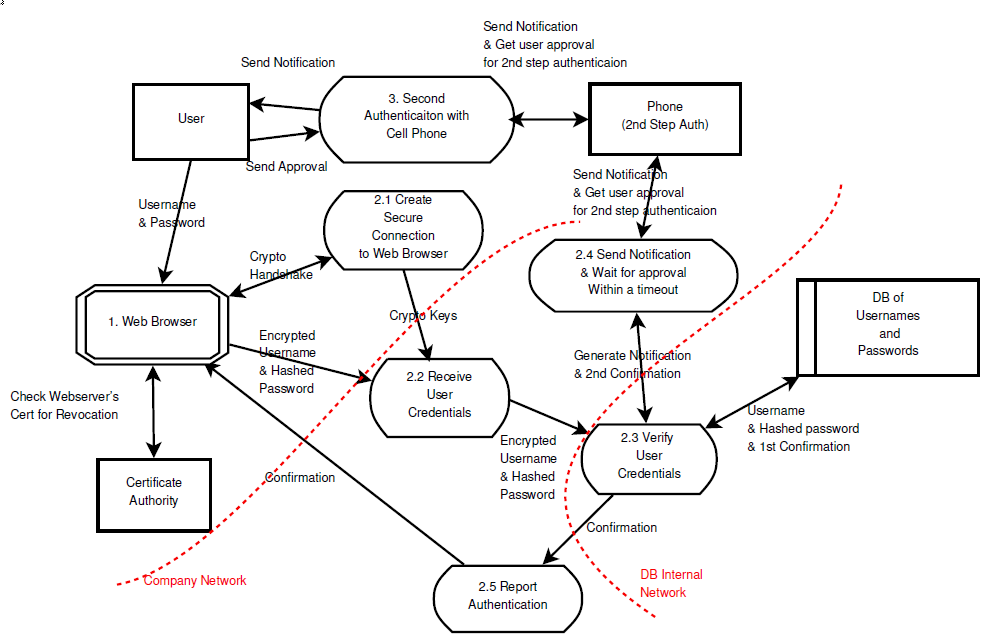 Send Notification
& Get user approval
for 2nd step authenticaion
Send Notification
3. Second
Authenticaiton with
Cell Phone
User
Phone
(2nd Step Auth)
Send Approval
Send Notification
& Get user approval
for 2nd step authenticaion
Username
& Password
2.1 Create
Secure
Connection
to Web Browser
Crypto
Handshake
2.4 Send Notification
& Wait for approval
Within a timeout
DB of
Usernames
and
Passwords
1. Web Browser
Crypto Keys
Encrypted
Username
& Hashed
Password
Generate Notification
& 2nd Confirmation
2.2 Receive
User
Credentials
Check Webserver's
Cert for Revocation
Username
& Hashed password
& 1st Confirmation
Encrypted
Username
& Hashed
Password
2.3 Verify
User
Credentials
Certificate
Authority
Confirmation
Confirmation
Company Network
2.5 Report
Authentication
DB Internal
Network